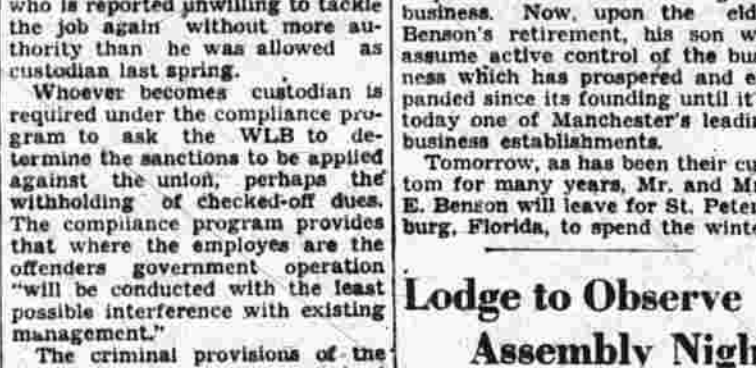 who is reported unwilling to tackle
the job again without more au-
thority than he was allowed as
custodian last spring.
Whoever becomes custodian is
required under the compliance pro-
gram to ask the WLB to de-
termine the sanctions to be applied
against the union, perhaps the
withholding of checked-off dues.
The compliance program provides
that where the employes are the
offenders government operation
"will be conducted with the least
possible interference with existing
management."
The criminal provisions of the
business. Now, upon the
Benson's retirement, his son
assume active control of the
ness which has prospered and
panded since its founding until
today one of Manchester's
business establishments.
Tomorrow, as has been their
tom for many years, Mr. and
E. Benson will leave for St.
burg, Florida, to spend the
Lodge to Observe
Assembly